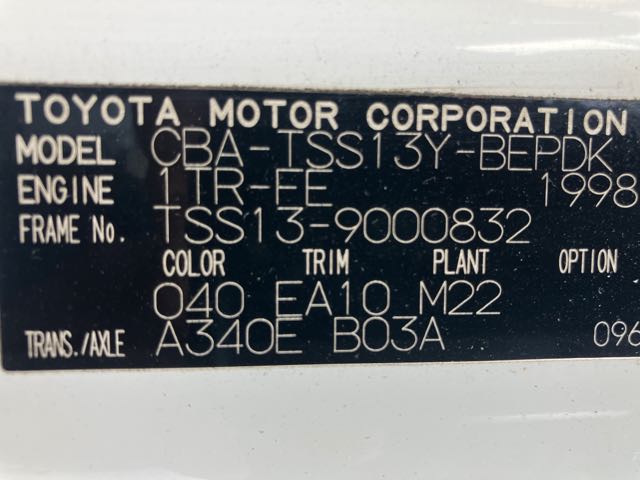 TOYOTA MOTOR CORPORATION
MODEL CBA-TSS13Y-BEPDK
ENGINE 1TR-FE 1998
FRAME No. TSS13-9000832
COLOR TRIM PLANT OPTION
040 EA10 M22
TRANS./AXLE A340E B03A 096